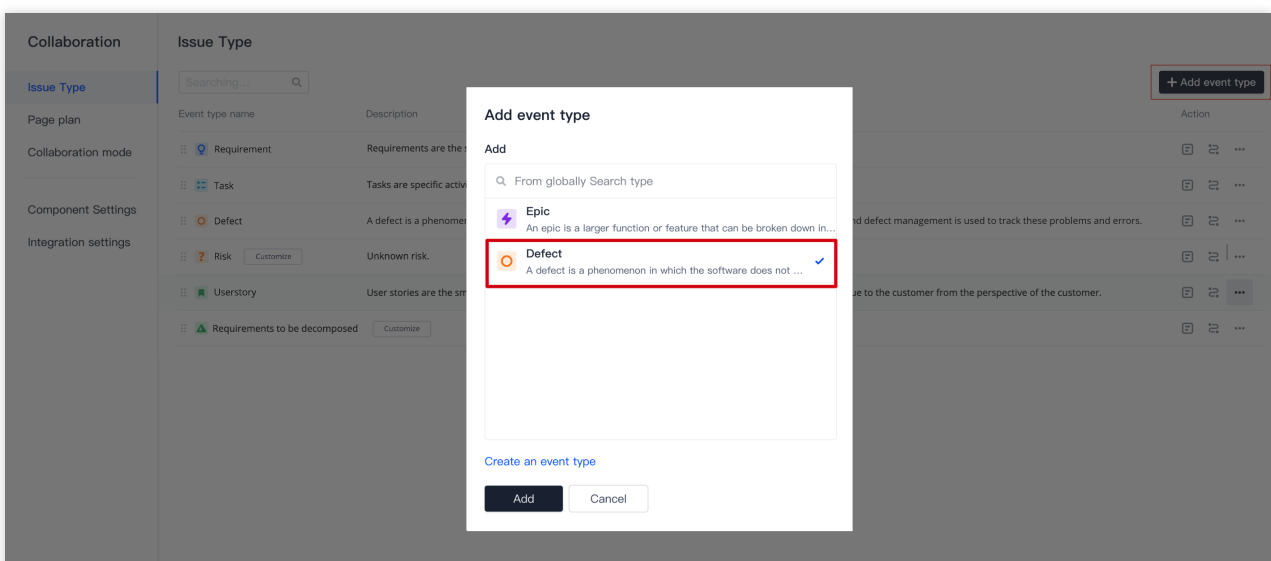 Collaboration
Issue Type
Page plan
Collaboration mode
Component Settings
Integration settings
Issue Type
Searching...
+ Add event type
Event type name Description Action
Requirement Requirements are the
Task Tasks are specific
Defect A defect is a nd defect management is used to track these problems and errors.
Risk Customize Unknown risk.
Userstory User stories are the to the customer from the perspective of the customer.
Requirements to be decomposed Customize
Add event type
Add
From globally Search type
Epic
An epic is a larger function or feature that can be broken down in...
Defect
A defect is a phenomenon in which the software does not ...
Create an event type
Add Cancel